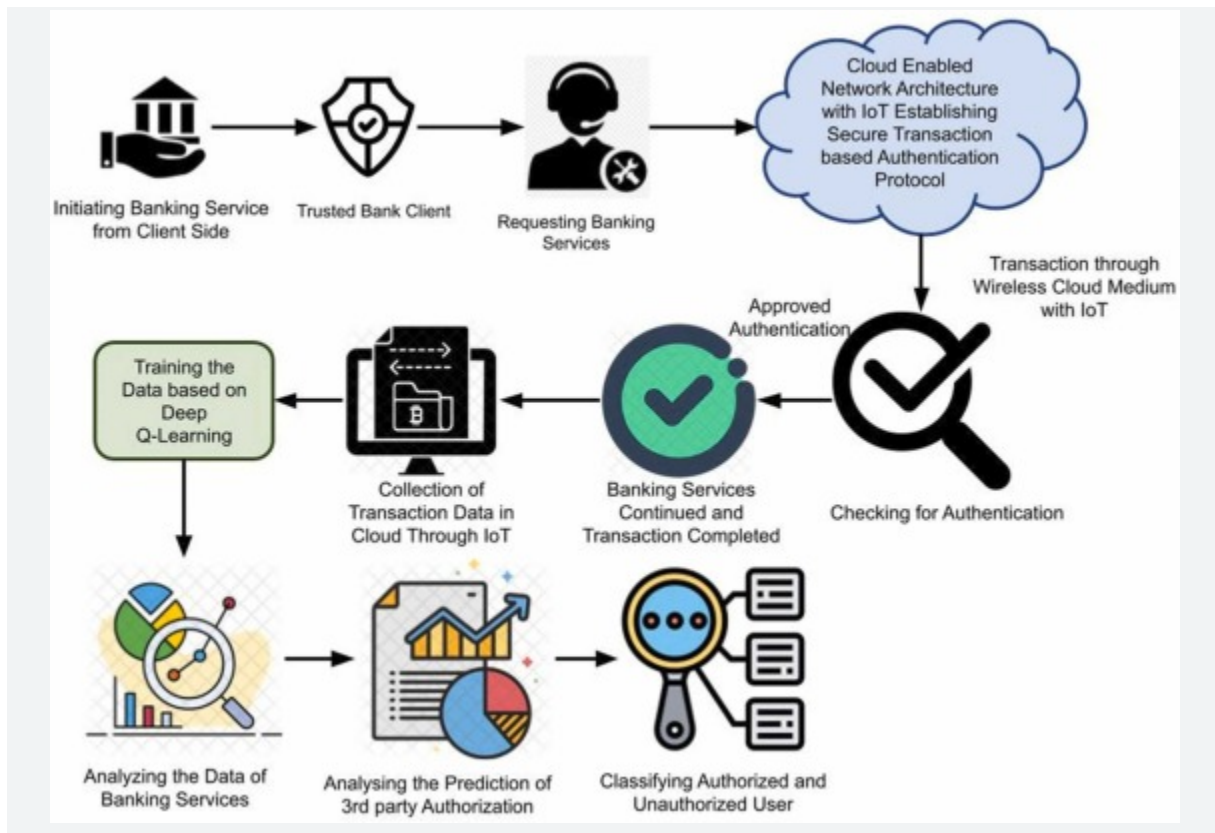 Initiating Banking Service
from Client Side
Trusted Bank Client
Requesting Banking
Services
Cloud Enabled
Network Architecture
with IoT Establishing
Secure Transaction
based Authentication
Protocol
Transaction through
Wireless Cloud Medium
with IoT
Approved
Authentication
Checking for Authentication
Banking Services
Continued and
Transaction Completed
Collection of
Transaction Data in
Cloud Through IoT
Training the
Data based on
Deep
Q-Learning
Analyzing the Data of
Banking Services
Analysing the Prediction of
3rd party Authorization
Classifying Authorized and
Unauthorized User